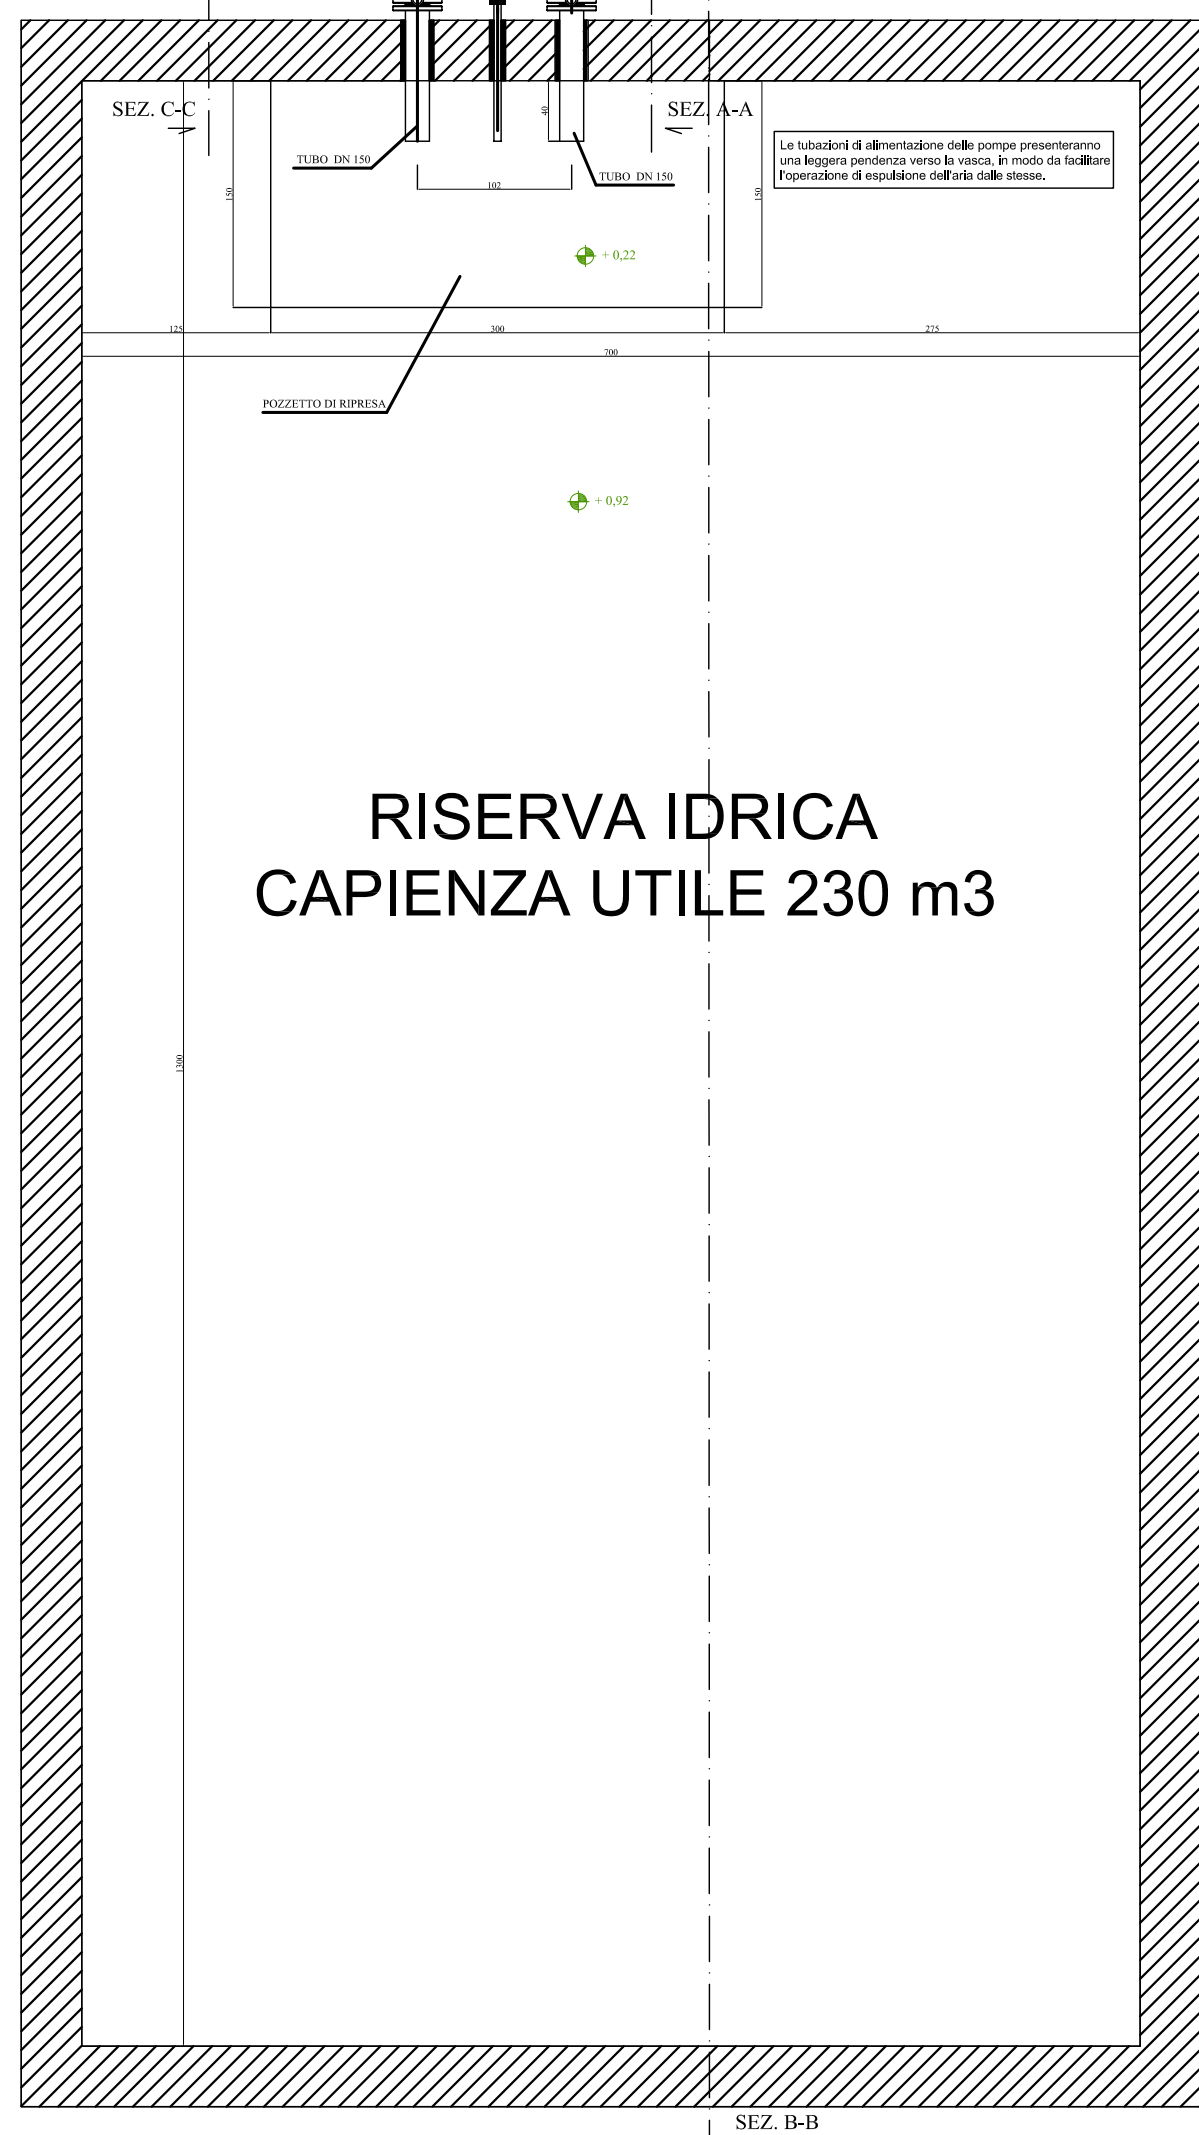 SEZ. C-C
SEZ. A-A
40
TUBO  DN 150
TUBO  DN 150
Le tubazioni di alimentazione delle pompe presenteranno
una leggera pendenza verso la vasca, in modo da facilitare
l'operazione di espulsione dell'aria dalle stesse.
102
150
150
+ 0,22
125
300
275
700
POZZETTO DI RIPRESA
+ 0,92
RISERVA IDRICA
CAPIENZA UTILE 230 m3
1300
SEZ. B-B